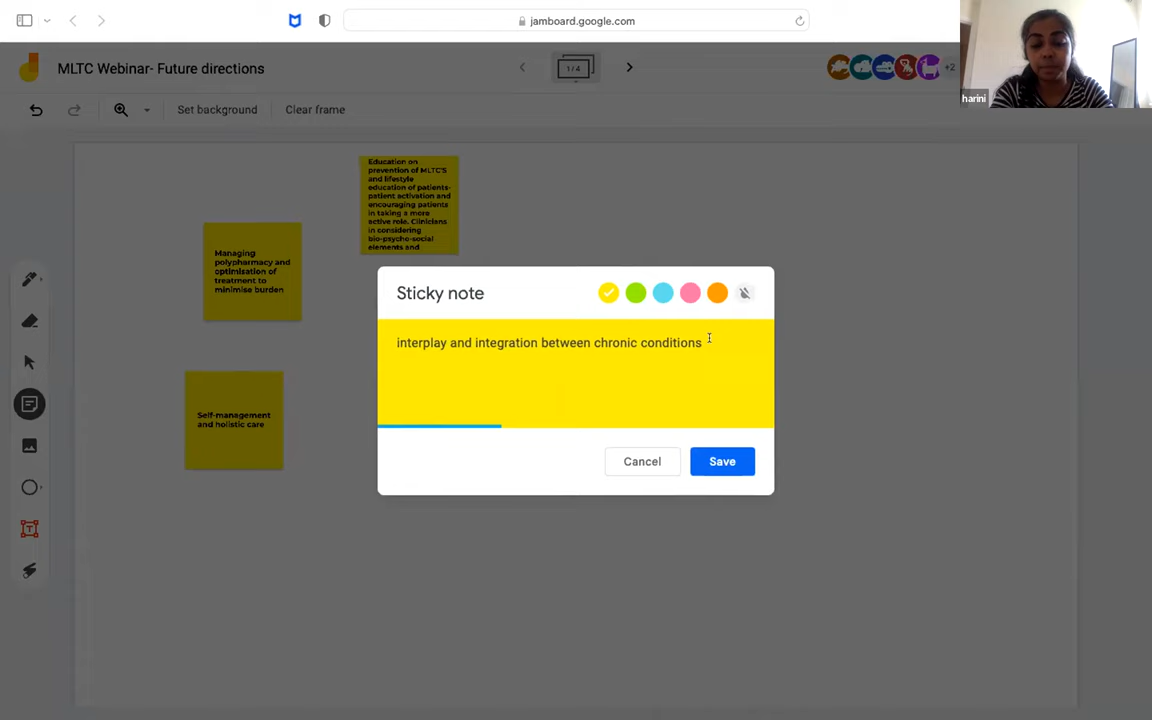 jamboard.google.com
MLTC Webinar- Future directions
1/4
+2
Set background
Clear frame
harini
Education on
prevention of MLTC'S
and lifestyle
education of patients-
patient activation and
encouraging patients
in taking a more
active role. Clinicians
in considering
bio-psycho-social
elements and
Managing
polypharmacy and
optimisation of
treatment to
minimise burden
Self-management
and holistic care
Sticky note
interplay and integration between chronic conditions
Cancel
Save
T